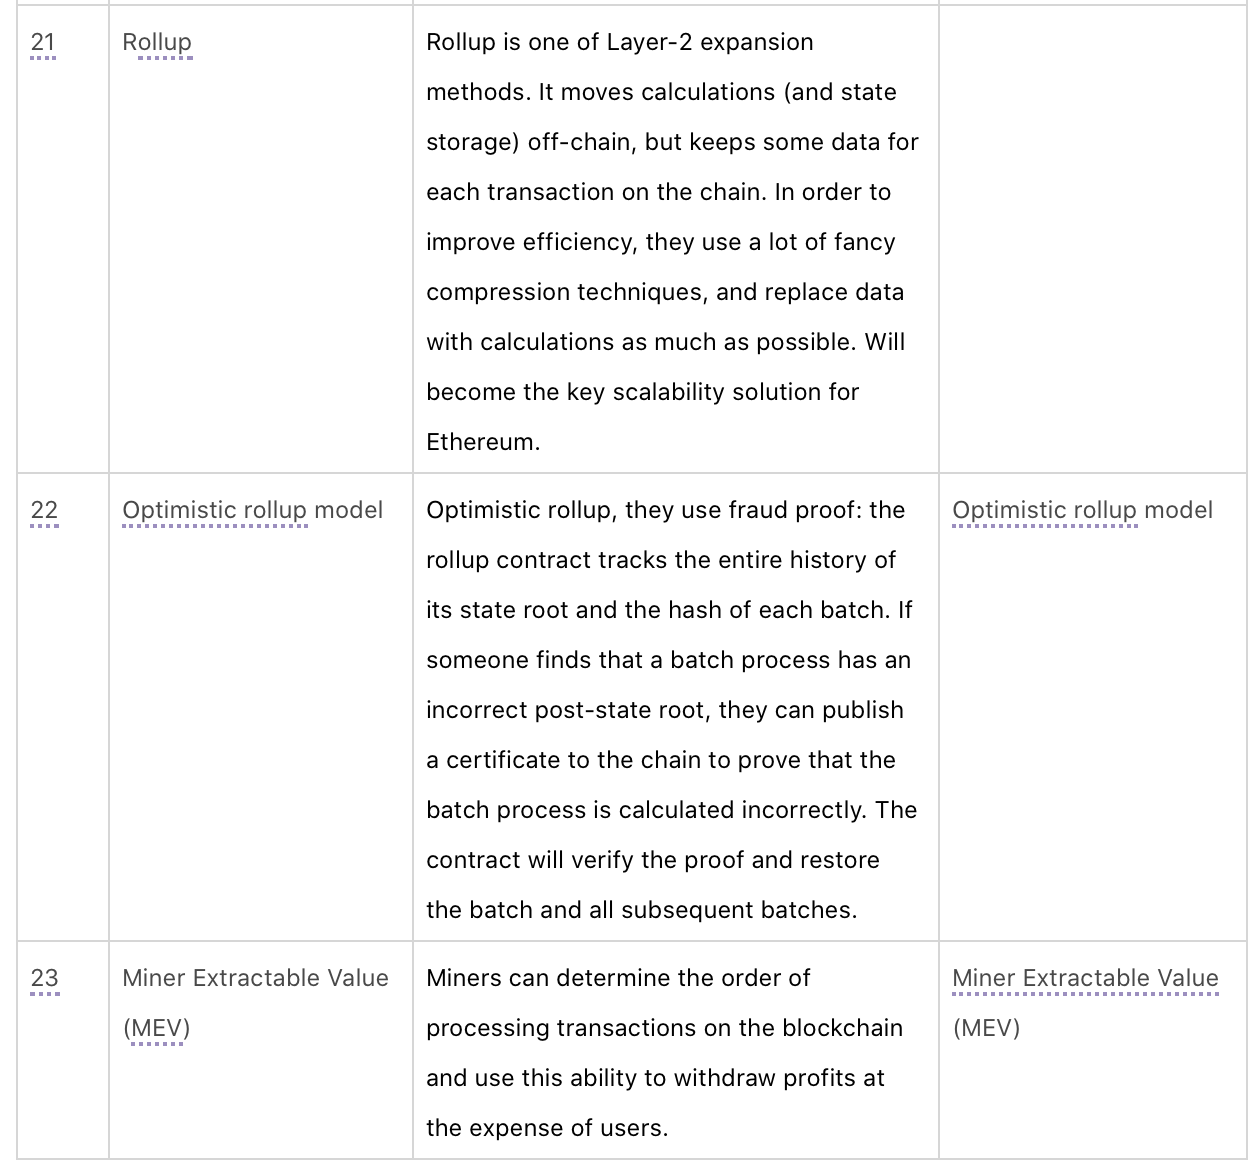 21
Rollup
Rollup is one of Layer-2 expansion
methods. It moves calculations (and state
storage) off-chain, but keeps some data for
each transaction on the chain. In order to
improve efficiency, they use a lot of fancy
compression techniques, and replace data
with calculations as much as possible. Will
become the key scalability solution for
Ethereum.
22
Optimistic rollup model
Optimistic rollup, they use fraud proof: the
rollup contract tracks the entire history of
its state root and the hash of each batch. If
someone finds that a batch process has an
incorrect post-state root, they can publish
a certificate to the chain to prove that the
batch process is calculated incorrectly. The
contract will verify the proof and restore
the batch and all subsequent batches.
Optimistic rollup model
23
Miner Extractable Value
(MEV)
Miners can determine the order of
processing transactions on the blockchain
and use this ability to withdraw profits at
the expense of users.
Miner Extractable Value
(MEV)